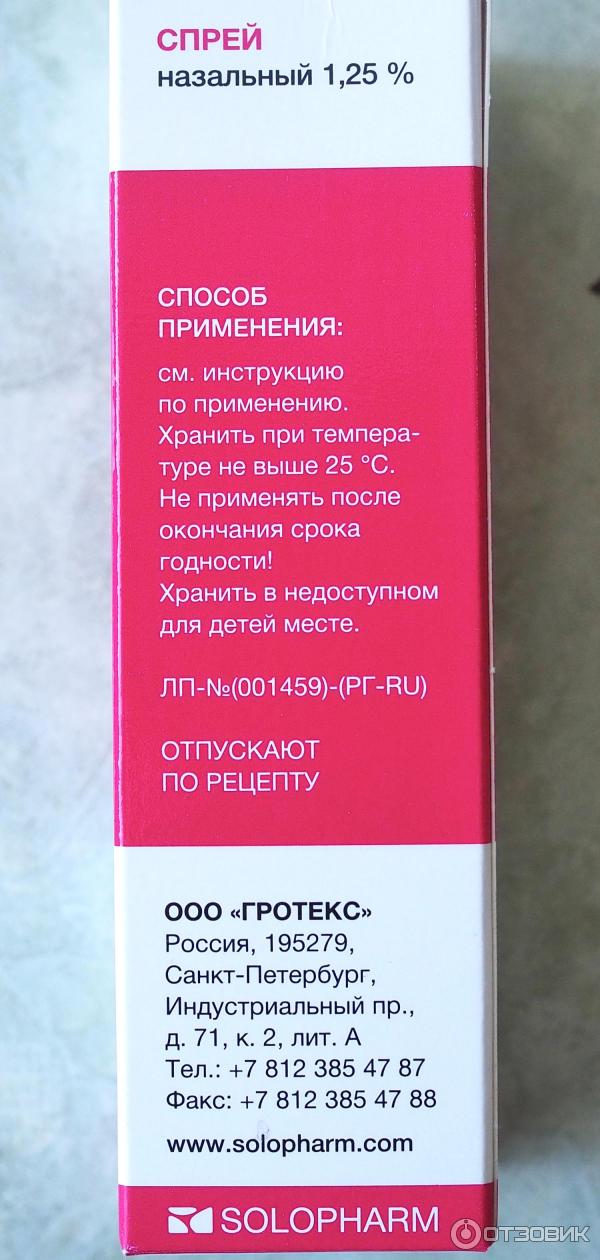 СПРЕЙ
назальный 1,25 %
СПОСОБ
ПРИМЕНЕНИЯ:
см. инструкцию
по применению.
Хранить при темпера-
туре не выше 25 °C.
Не применять после
окончания срока
годности!
Хранить в недоступном
для детей месте.
ЛП-№(001459)-(РГ-RU)
ОТПУСКАЮТ
ПО РЕЦЕПТУ
ООО «ГРОТЕКС»
Россия, 195279,
Санкт-Петербург,
Индустриальный пр.,
д. 71, к. 2, лит. А
Тел.: +7 812 385 47 87
Факс: +7 812 385 47 88
www.solopharm.com
SOLOPHARM
ОТЗОВИК